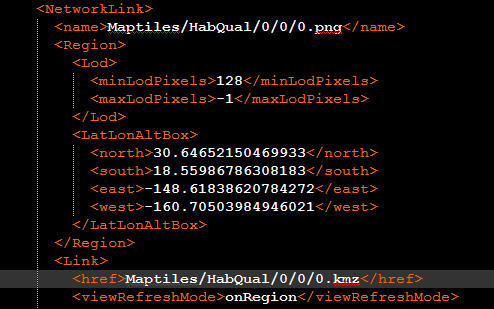 <NetworkLink>
<name>Maptiles/HabQual/0/0/0.png</name>
<Region>
<Lod>
<minLodPixels>128</minLodPixels>
<maxLodPixels>-1</maxLodPixels>
</Lod>
<LatLonAltBox>
<north>30.64652150469933</north>
<south>18.55986786308183</south>
<east>-148.61838620784272</east>
<west>-160.70503984946021</west>
</LatLonAltBox>
</Region>
<Link>
<href>Maptiles/HabQual/0/0/0.kmz</href>
<viewRefreshMode>onRegion</viewRefreshMode>